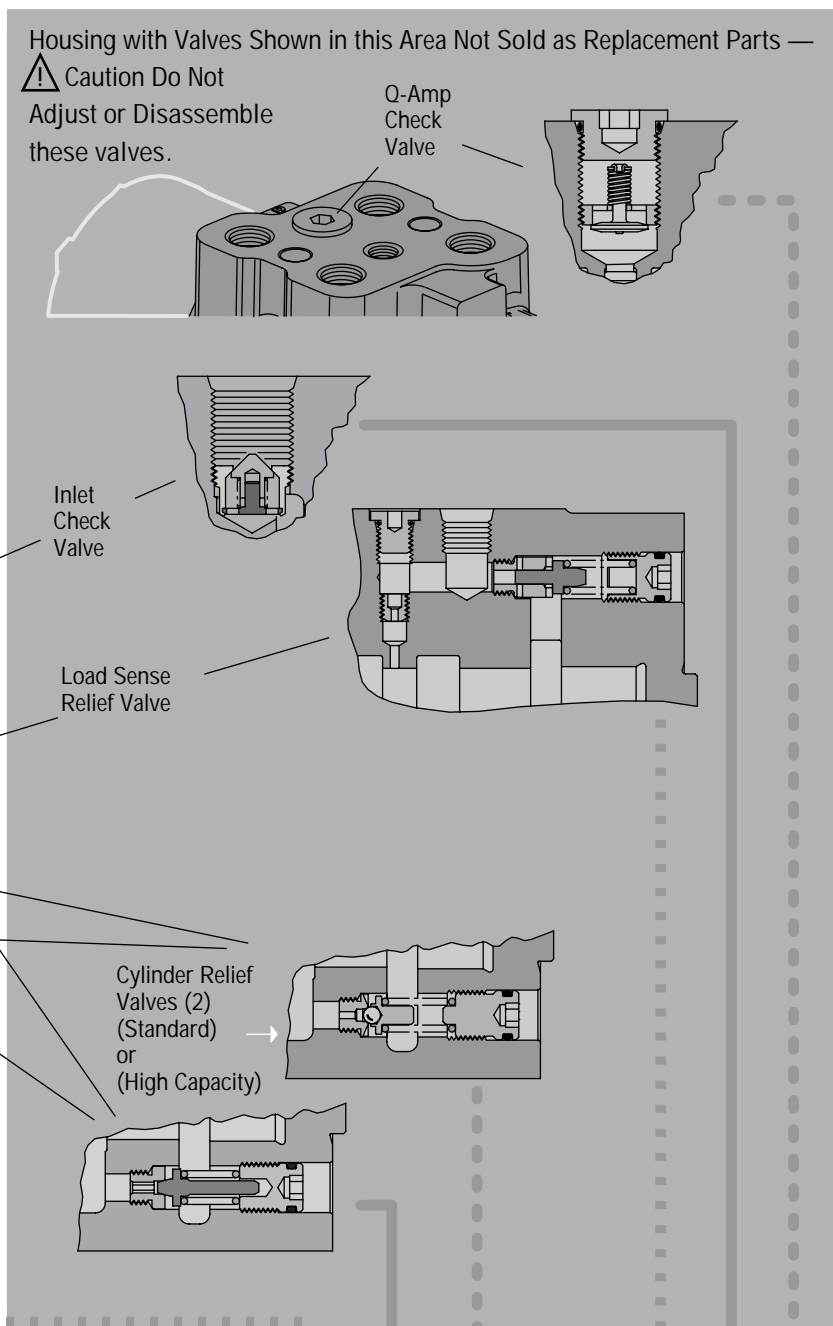 Housing with Valves Shown in this Area Not Sold as Replacement Parts —
Caution Do Not
Adjust or Disassemble
these valves.
Q-Amp
Check
Valve
Inlet
Check
Valve
Load Sense
Relief Valve
Cylinder Relief
Valves (2)
(Standard)
or
(High Capacity)